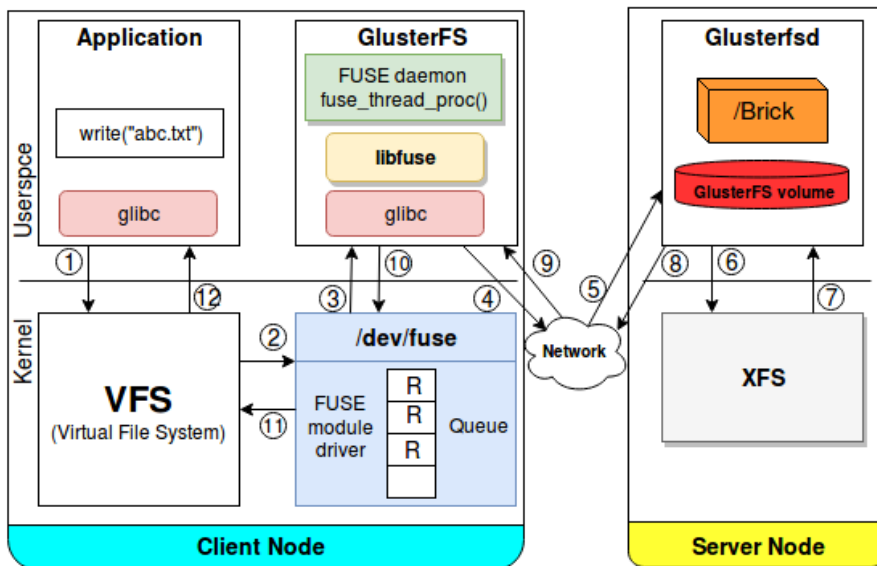 Application
write("abc.txt")
glibc
GlusterFS
FUSE daemon
fuse_thread_proc()
libfuse
glibc
Glusterfsd
/Brick
GlusterFS volume
Userspce
Kernel
1
12
3
10
4
9
5
8
6
7
2
11
VFS
(Virtual File System)
/dev/fuse
FUSE
module
driver
R
R
R
Queue
Network
XFS
Client Node
Server Node